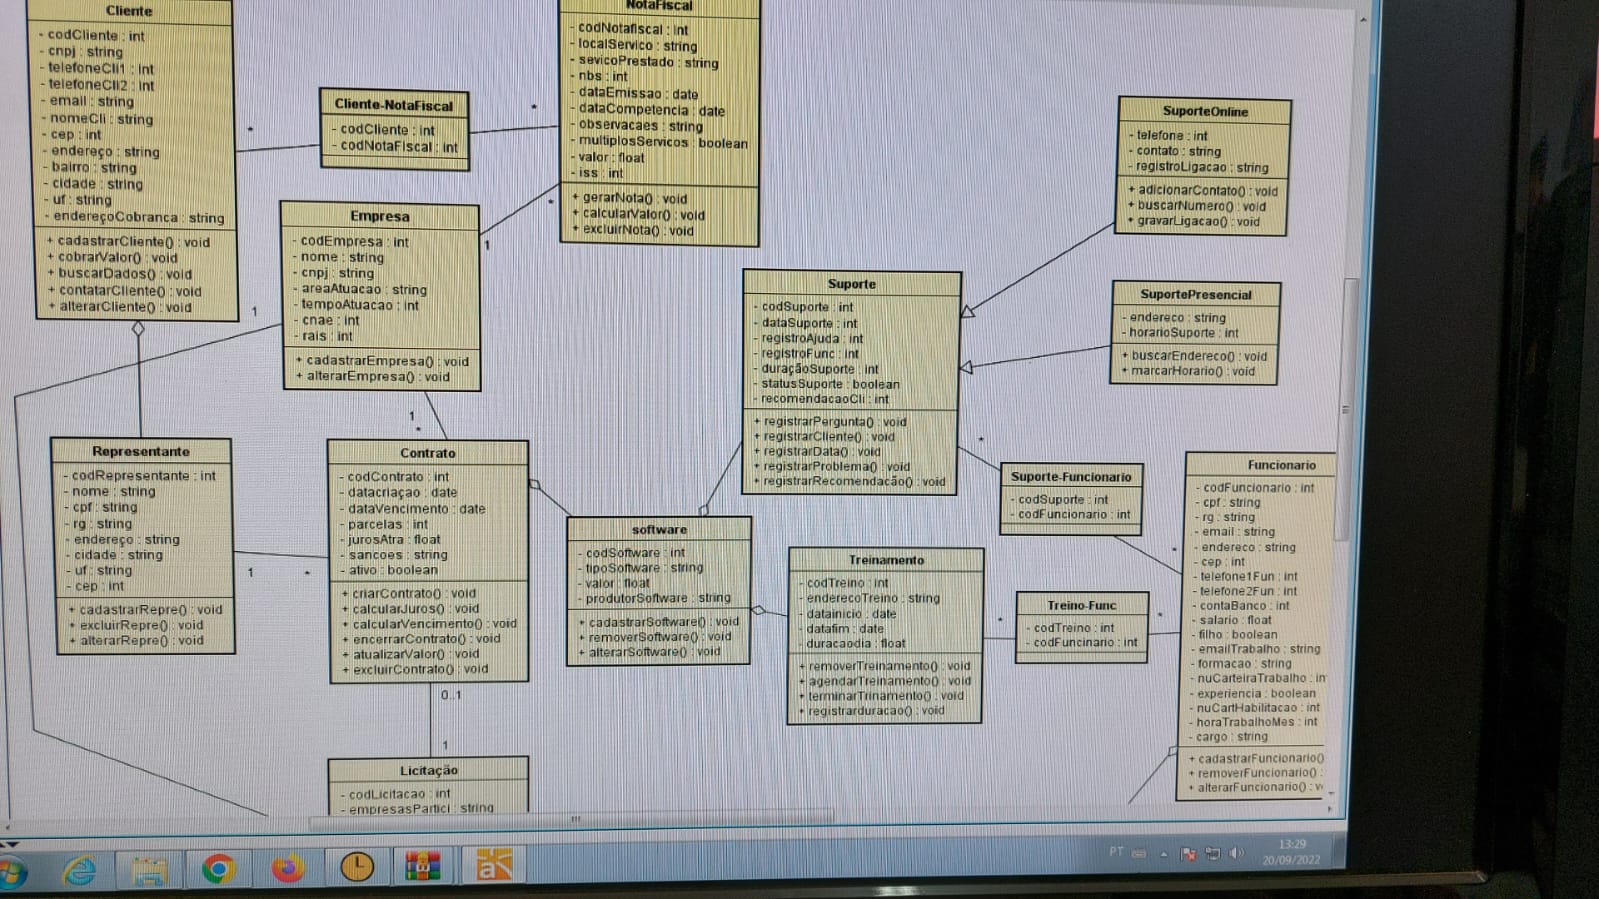 Cliente
- codCliente : int
- cnpj : string
- telefoneCli1 : int
- telefoneCli2 : int
- email : string
- nomeCli : string
- cep : int
- endereço : string
- bairro : string
- cidade : string
- uf : string
- endereçoCobranca : string
+ cadastrarCliente() : void
+ cobrarValor() : void
+ buscarDados() : void
+ contatarCliente() : void
+ alterarCliente() : void
*
Cliente-NotaFiscal
- codCliente : int
- codNotaFiscal : int
*
NotaFiscal
- codNotafiscal : int
- localServico : string
- sevicoPrestado : string
- nbs : int
- dataEmissao : date
- dataCompetencia : date
- observacaes : string
- multiplosServicos : boolean
- valor : float
- iss : int
+ gerarNota() : void
+ calcularValor() : void
+ excluirNota() : void
*
1
Empresa
- codEmpresa : int
- nome : string
- cnpj : string
- areaAtuacao : string
- tempoAtuacao : int
- cnae : int
- rais : int
+ cadastrarEmpresa() : void
+ alterarEmpresa() : void
1
1
*
SuporteOnline
- telefone : int
- contato : string
- registroLigacao : string
+ adicionarContato() : void
+ buscarNumero() : void
+ gravarLigacao() : void
Suporte
- codSuporte : int
- dataSuporte : int
- registroAjuda : int
- registroFunc : int
- duraçãoSuporte : int
- statusSuporte : boolean
- recomendacaoCli : int
+ registrarPergunta() : void
+ registrarCliente() : void
+ registrarData() : void
+ registrarProblema() : void
+ registrarRecomendacão() : void
SuportePresencial
- endereco : string
- horarioSuporte : int
+ buscarEndereco() : void
+ marcarHorario() : void
Representante
- codRepresentante : int
- nome : string
- cpf : string
- rg : string
- endereço : string
- cidade : string
- uf : string
- cep : int
+ cadastrarRepre() : void
+ excluirRepre() : void
+ alterarRepre() : void
1
*
Contrato
- codContrato : int
- datacriaçao : date
- dataVencimento : date
- parcelas : int
- jurosAtra : float
- sancoes : string
- ativo : boolean
+ criarContrato() : void
+ calcularJuros() : void
+ calcularVencimento() : void
+ encerrarContrato() : void
+ atualizarValor() : void
+ excluirContrato() : void
0..1
1
Licitação
- codLicitacao : int
- empresasPartici : string
software
- codSoftware : int
- tipoSoftware : string
- valor : float
- produtorSoftware : string
+ cadastrarSoftware() : void
+ removerSoftware() : void
+ alterarSoftware() : void
Treinamento
- codTreino : int
- enderecoTreino : string
- datainicio : date
- datafim : date
- duracaodia : float
+ removerTreinamento() : void
+ agendarTreinamento() : void
+ terminarTrinamento() : void
+ registrarduracao() : void
*
Suporte-Funcionario
- codSuporte : int
- codFuncionario : int
*
*
Treino-Func
- codTreino : int
- codFuncinario : int
*
Funcionario
- codFuncionario : int
- cpf : string
- rg : string
- email : string
- endereco : string
- cep : int
- telefone1Fun : int
- telefone2Fun : int
- contaBanco : int
- salario : float
- filho : boolean
- emailTrabalho : string
- formacao : string
- nuCarteiraTrabalho : in
- experiencia : boolean
- nuCartHabilitacao : int
- horaTrabalhoMes : int
- cargo : string
+ cadastrarFuncionario()
+ removerFuncionario() :
+ alterarFuncionario() : v
PT
13:29
20/09/2022